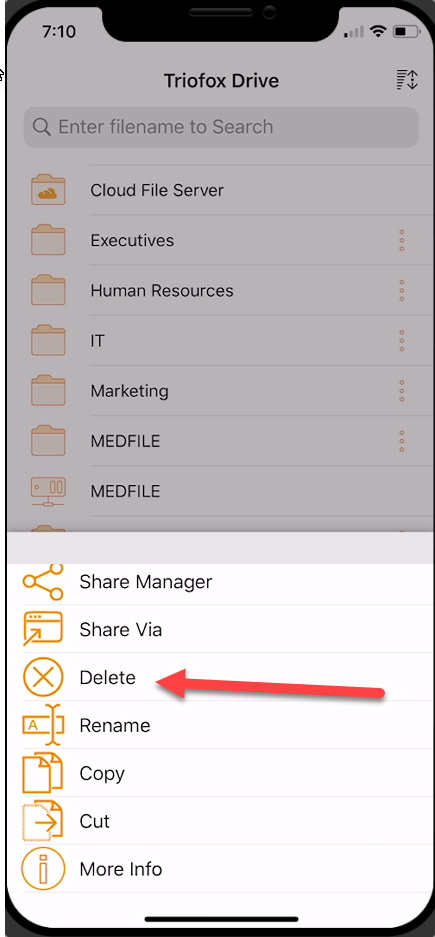 7:10
Triofox Drive
Enter filename to Search
Cloud File Server
Executives
Human Resources
IT
Marketing
MEDFILE
MEDFILE
Share Manager
Share Via
Delete
A
Rename
Copy
Cut
More Info